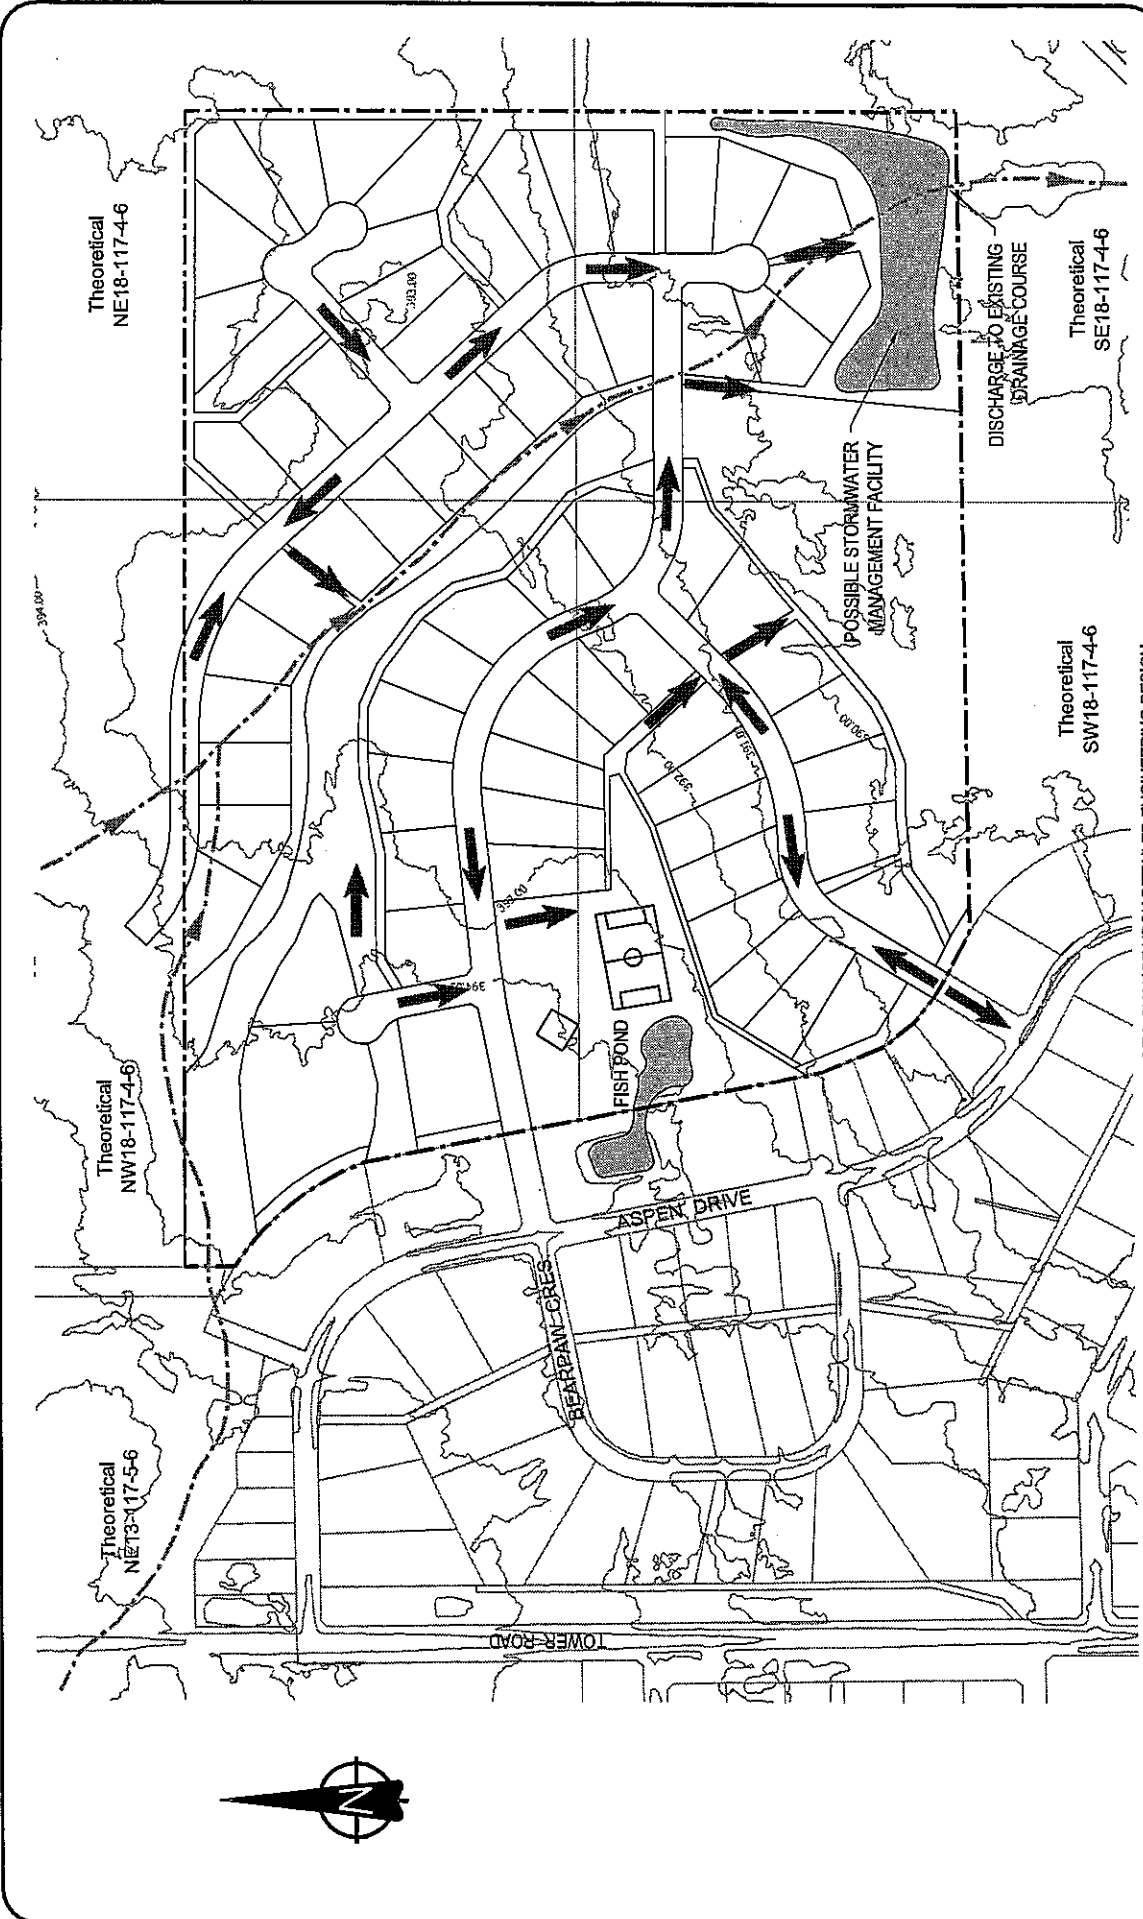 Theoretical
NE18-117-4-6
394.00
393.00
Theoretical
NW18-117-4-6
Theoretical
NE13-117-5-6
DISCHARGE TO EXISTING
DRAINAGE COURSE
Theoretical
SE18-117-4-6
POSSIBLE STORMWATER
MANAGEMENT FACILITY
Theoretical
SW18-117-4-6
390.00
391.00
392.00
FISH POND
ASPEN DRIVE
BEARPAW CRES.
TOWER ROAD
N